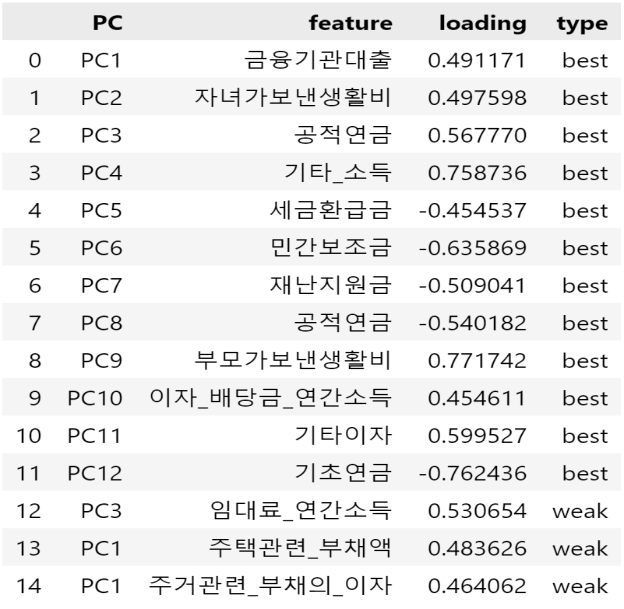 PC feature loading type
0 PC1 금융기관대출 0.491171 best
1 PC2 자녀가보낸생활비 0.497598 best
2 PC3 공적연금 0.567770 best
3 PC4 기타_소득 0.758736 best
4 PC5 세금환급금 -0.454537 best
5 PC6 민간보조금 -0.635869 best
6 PC7 재난지원금 -0.509041 best
7 PC8 공적연금 -0.540182 best
8 PC9 부모가보낸생활비 0.771742 best
9 PC10 이자_배당금_연간소득 0.454611 best
10 PC11 기타이자 0.599527 best
11 PC12 기초연금 -0.762436 best
12 PC3 임대료_연간소득 0.530654 weak
13 PC1 주택관련_부채액 0.483626 weak
14 PC1 주거관련_부채의_이자 0.464062 weak